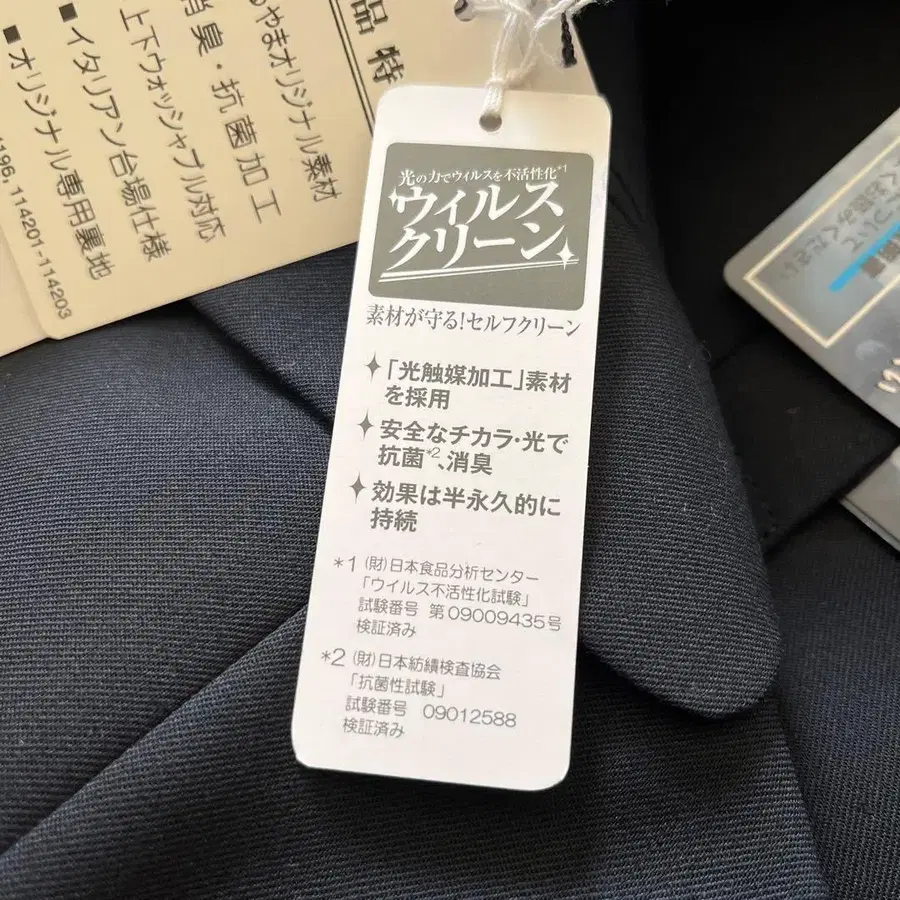 品特
るやまオリジナル素材
消臭・抗菌加工
上下ウォッシャブル対応
■イタリアン台場仕様
■オリジナル専用裏地
196, 114201-114203
光の力でウィルスを不活性化*1
ウィルス
クリーン
素材が守る!セルフクリーン
「光触媒加工」素材
を採用
安全なチカラ・光で
抗菌*2、消臭
効果は半永久的に
持続
*1 (財)日本食品分析センター
「ウイルス不活性化試験」
試験番号 第09009435号
検証済み
*2 (財)日本紡績検査協会
「抗菌性試験」
試験番号 09012588
検証済み